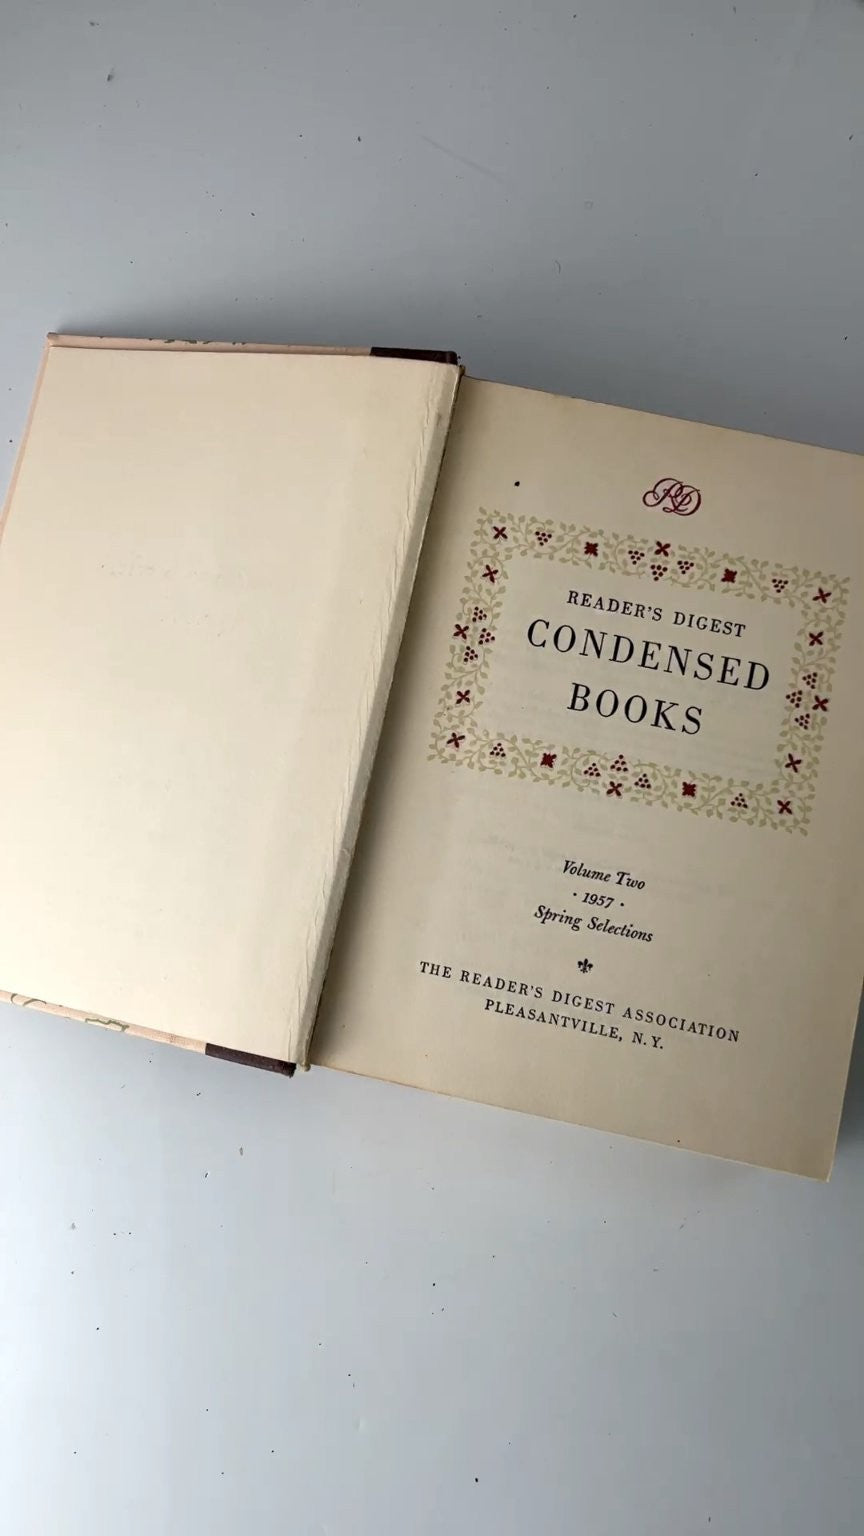 RD
READER'S DIGEST
CONDENSED
BOOKS
Volume Two
· 1957 ·
Spring Selections
THE READER'S DIGEST ASSOCIATION
PLEASANTVILLE, N.Y.